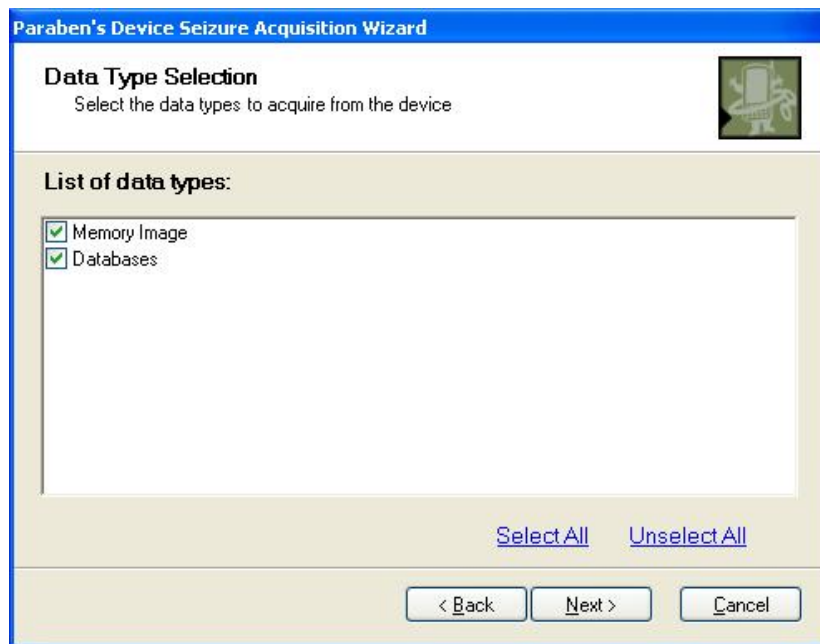 Paraben's Device Seizure Acquisition Wizard
Data Type Selection
Select the data types to acquire from the device
List of data types:
Memory Image
Databases
Select All Unselect All
< Back Next > Cancel